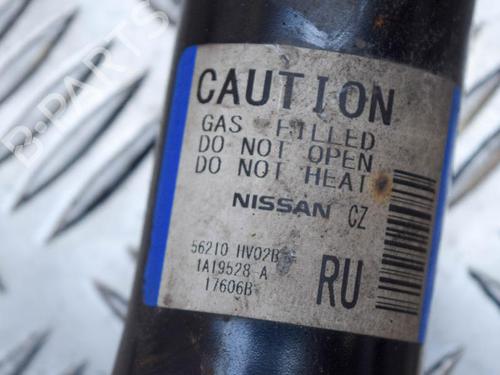 CAUTION
GAS FILLED
DO NOT OPEN
DO NOT HEAT
NISSAN CZ
56210 HV02B
1A19528 A
17606B
RU
B-PARTS